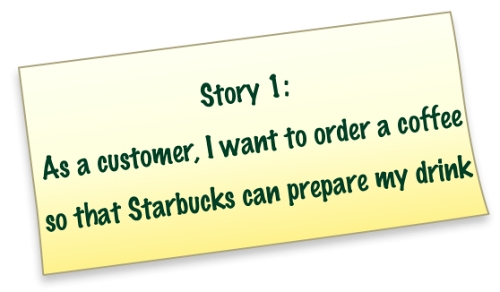 Story 1:
As a customer, I want to order a coffee
so that Starbucks can prepare my drink